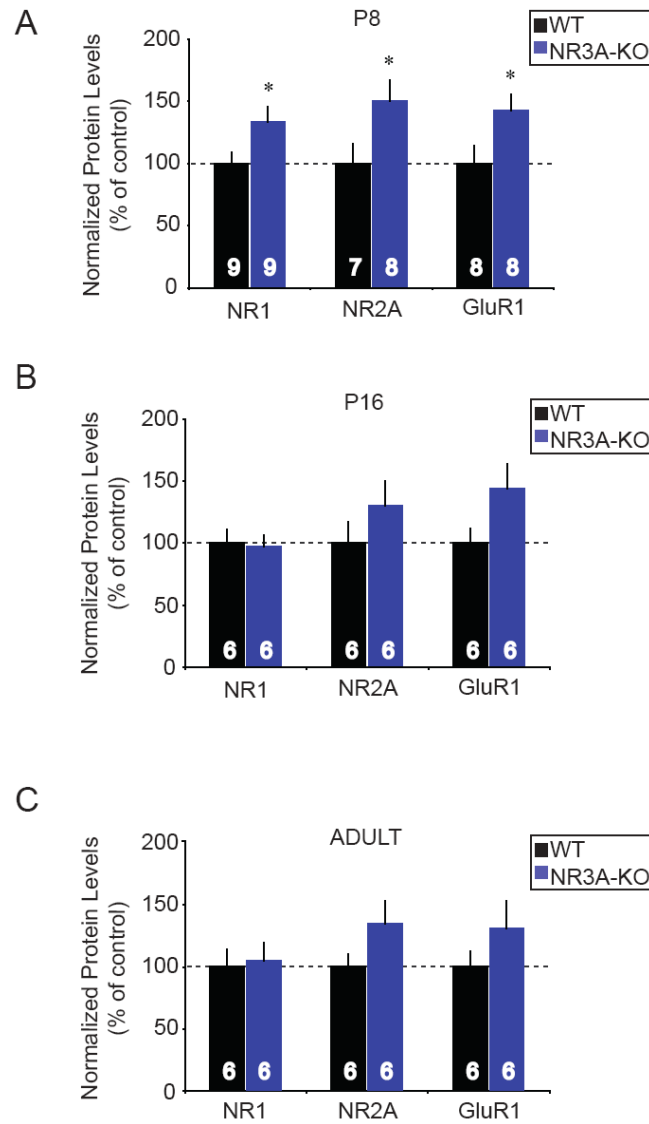 A
P8
WT
NR3A-KO
Normalized Protein Levels
(% of control)
200
150
100
50
0
* * *
9 9 7 8 8 8
NR1 NR2A GluR1
B
P16
WT
NR3A-KO
Normalized Protein Levels
(% of control)
200
150
100
50
0
6 6 6 6 6 6
NR1 NR2A GluR1
C
ADULT
WT
NR3A-KO
Normalized Protein Levels
(% of control)
200
150
100
50
0
6 6 6 6 6 6
NR1 NR2A GluR1